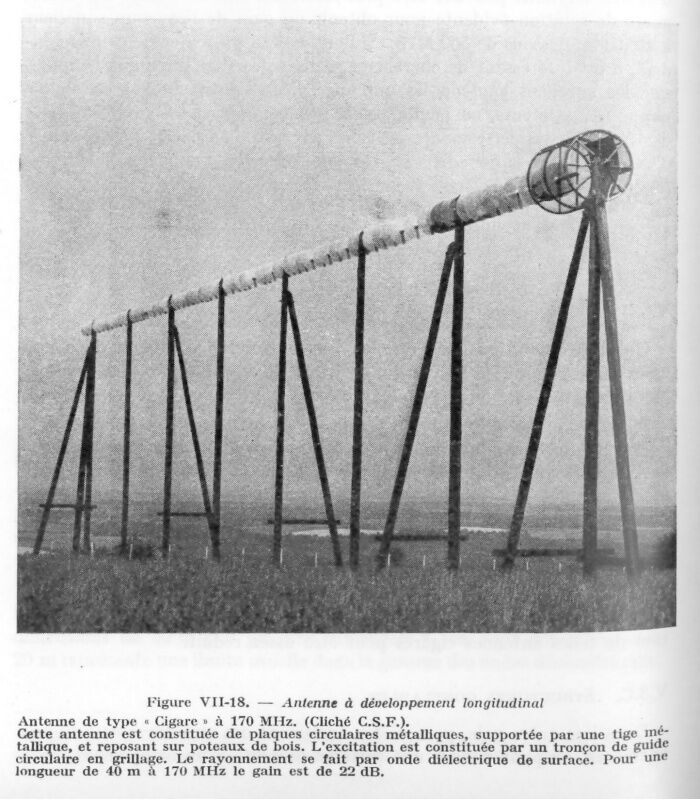 Figure VII-18. — Antenne à développement longitudinal
Antenne de type « Cigare » à 170 MHz. (Cliché C.S.F.).
Cette antenne est constituée de plaques circulaires métalliques, supportée par une tige mé-
tallique, et reposant sur poteaux de bois. L'excitation est constituée par un tronçon de guide
circulaire en grillage. Le rayonnement se fait par onde diélectrique de surface. Pour une
longueur de 40 m à 170 MHz le gain est de 22 dB.